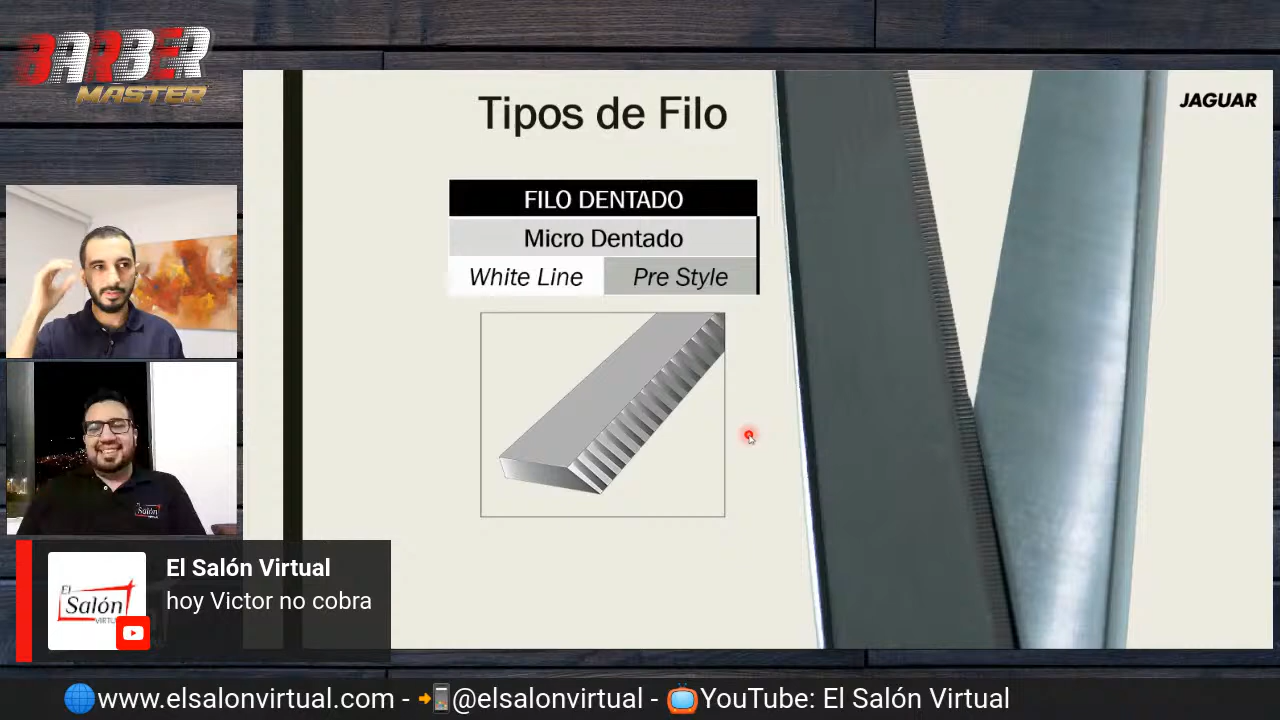 BARBER
MASTER
Tipos de Filo
JAGUAR
FILO DENTADO
Micro Dentado
White Line
Pre Style
Salón
El Salón Virtual
hoy Victor no cobra
El
Salón
VIRTUAL
www.elsalonvirtual.com - @elsalonvirtual - YouTube: El Salón Virtual